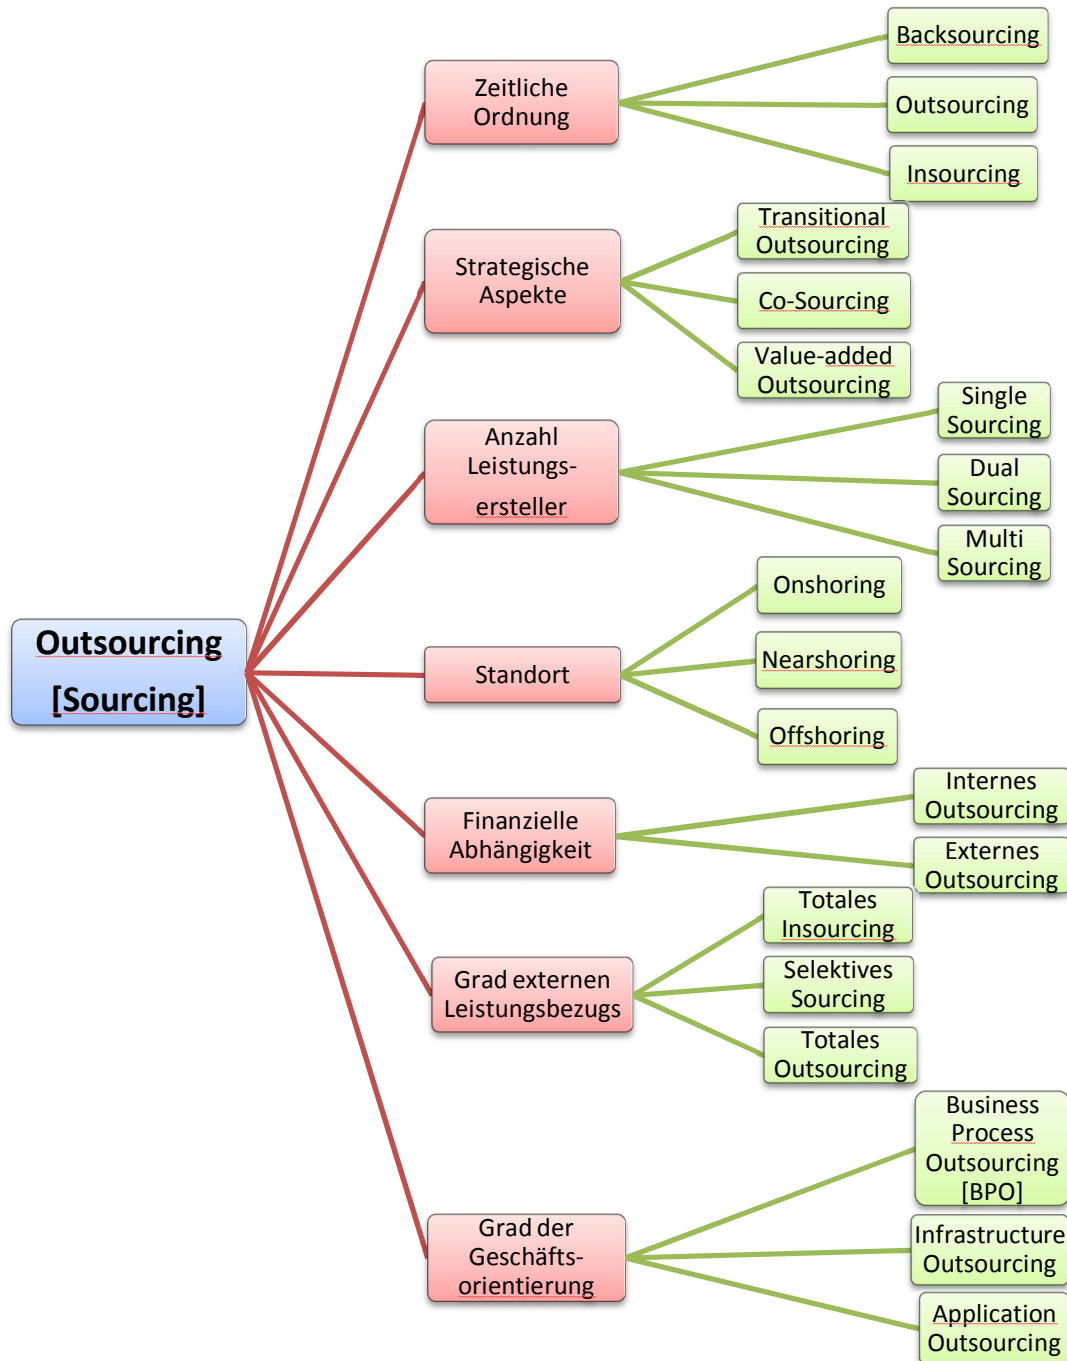 Outsourcing
[Sourcing]
Zeitliche
Ordnung
Backsourcing
Outsourcing
Insourcing
Strategische
Aspekte
Transitional
Outsourcing
Co-Sourcing
Value-added
Outsourcing
Anzahl
Leistungs-
ersteller
Single
Sourcing
Dual
Sourcing
Multi
Sourcing
Standort
Onshoring
Nearshoring
Offshoring
Finanzielle
Abhängigkeit
Internes
Outsourcing
Externes
Outsourcing
Grad externen
Leistungsbezugs
Totales
Insourcing
Selektives
Sourcing
Totales
Outsourcing
Grad der
Geschäfts-
orientierung
Business
Process
Outsourcing
[BPO]
Infrastructure
Outsourcing
Application
Outsourcing